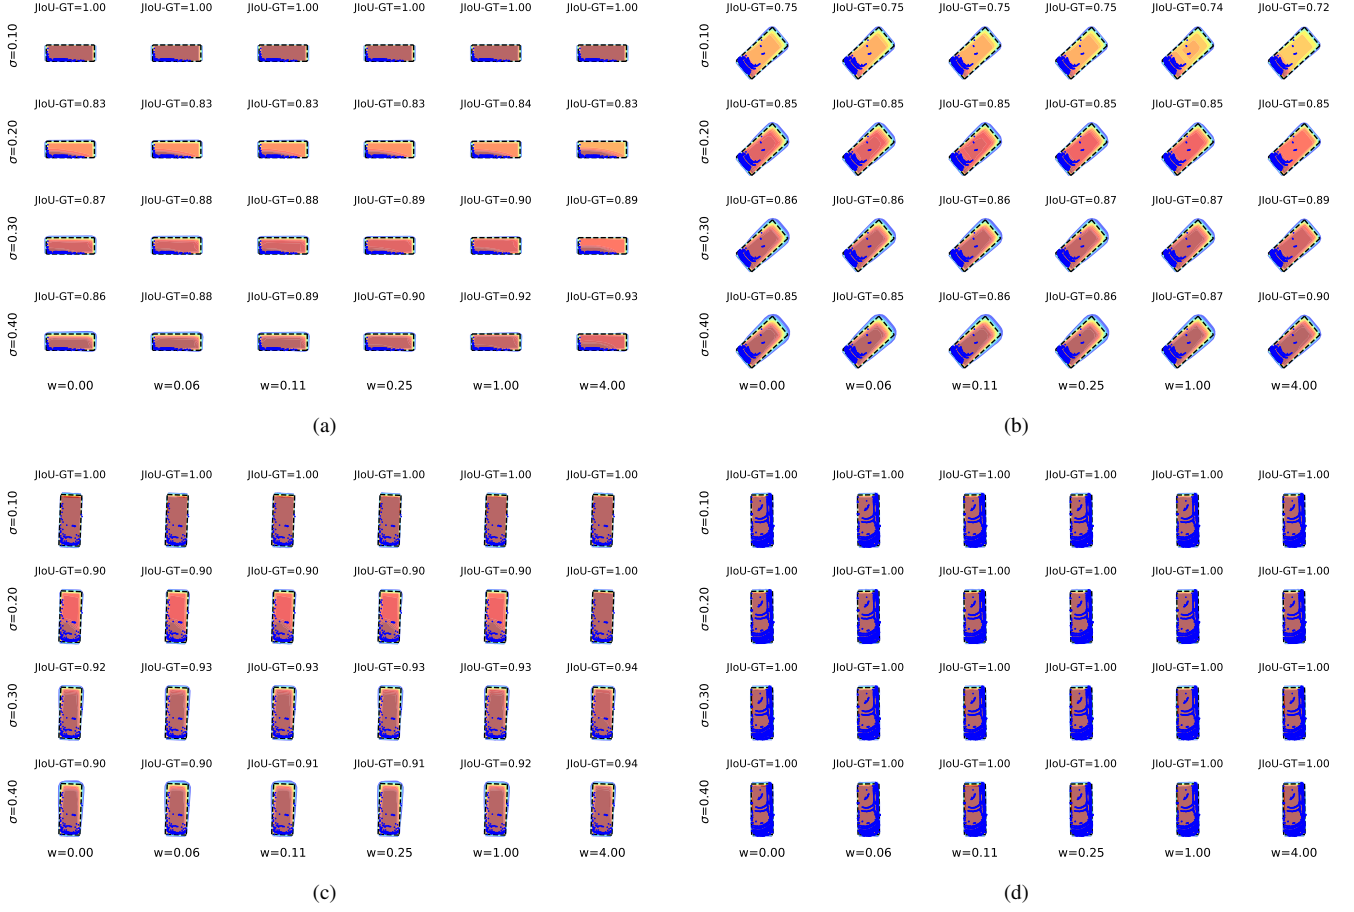 JIoU-GT=1.00 JIoU-GT=1.00 JIoU-GT=1.00 JIoU-GT=1.00 JIoU-GT=1.00 JIoU-GT=1.00
σ=0.10
JIoU-GT=0.83 JIoU-GT=0.83 JIoU-GT=0.83 JIoU-GT=0.83 JIoU-GT=0.84 JIoU-GT=0.83
σ=0.20
JIoU-GT=0.87 JIoU-GT=0.88 JIoU-GT=0.88 JIoU-GT=0.89 JIoU-GT=0.90 JIoU-GT=0.89
σ=0.30
JIoU-GT=0.86 JIoU-GT=0.88 JIoU-GT=0.89 JIoU-GT=0.90 JIoU-GT=0.92 JIoU-GT=0.93
σ=0.40
w=0.00 w=0.06 w=0.11 w=0.25 w=1.00 w=4.00
(a)
JIoU-GT=0.75 JIoU-GT=0.75 JIoU-GT=0.75 JIoU-GT=0.75 JIoU-GT=0.74 JIoU-GT=0.72
σ=0.10
JIoU-GT=0.85 JIoU-GT=0.85 JIoU-GT=0.85 JIoU-GT=0.85 JIoU-GT=0.85 JIoU-GT=0.85
σ=0.20
JIoU-GT=0.86 JIoU-GT=0.86 JIoU-GT=0.86 JIoU-GT=0.87 JIoU-GT=0.87 JIoU-GT=0.89
σ=0.30
JIoU-GT=0.85 JIoU-GT=0.85 JIoU-GT=0.86 JIoU-GT=0.86 JIoU-GT=0.87 JIoU-GT=0.90
σ=0.40
w=0.00 w=0.06 w=0.11 w=0.25 w=1.00 w=4.00
(b)
JIoU-GT=1.00 JIoU-GT=1.00 JIoU-GT=1.00 JIoU-GT=1.00 JIoU-GT=1.00 JIoU-GT=1.00
σ=0.10
JIoU-GT=0.90 JIoU-GT=0.90 JIoU-GT=0.90 JIoU-GT=0.90 JIoU-GT=0.90 JIoU-GT=1.00
σ=0.20
JIoU-GT=0.92 JIoU-GT=0.93 JIoU-GT=0.93 JIoU-GT=0.93 JIoU-GT=0.93 JIoU-GT=0.94
σ=0.30
JIoU-GT=0.90 JIoU-GT=0.90 JIoU-GT=0.91 JIoU-GT=0.91 JIoU-GT=0.92 JIoU-GT=0.94
σ=0.40
w=0.00 w=0.06 w=0.11 w=0.25 w=1.00 w=4.00
(c)
JIoU-GT=1.00 JIoU-GT=1.00 JIoU-GT=1.00 JIoU-GT=1.00 JIoU-GT=1.00 JIoU-GT=1.00
σ=0.10
JIoU-GT=1.00 JIoU-GT=1.00 JIoU-GT=1.00 JIoU-GT=1.00 JIoU-GT=1.00 JIoU-GT=1.00
σ=0.20
JIoU-GT=1.00 JIoU-GT=1.00 JIoU-GT=1.00 JIoU-GT=1.00 JIoU-GT=1.00 JIoU-GT=1.00
σ=0.30
JIoU-GT=1.00 JIoU-GT=1.00 JIoU-GT=1.00 JIoU-GT=1.00 JIoU-GT=1.00 JIoU-GT=1.00
σ=0.40
w=0.00 w=0.06 w=0.11 w=0.25 w=1.00 w=4.00
(d)